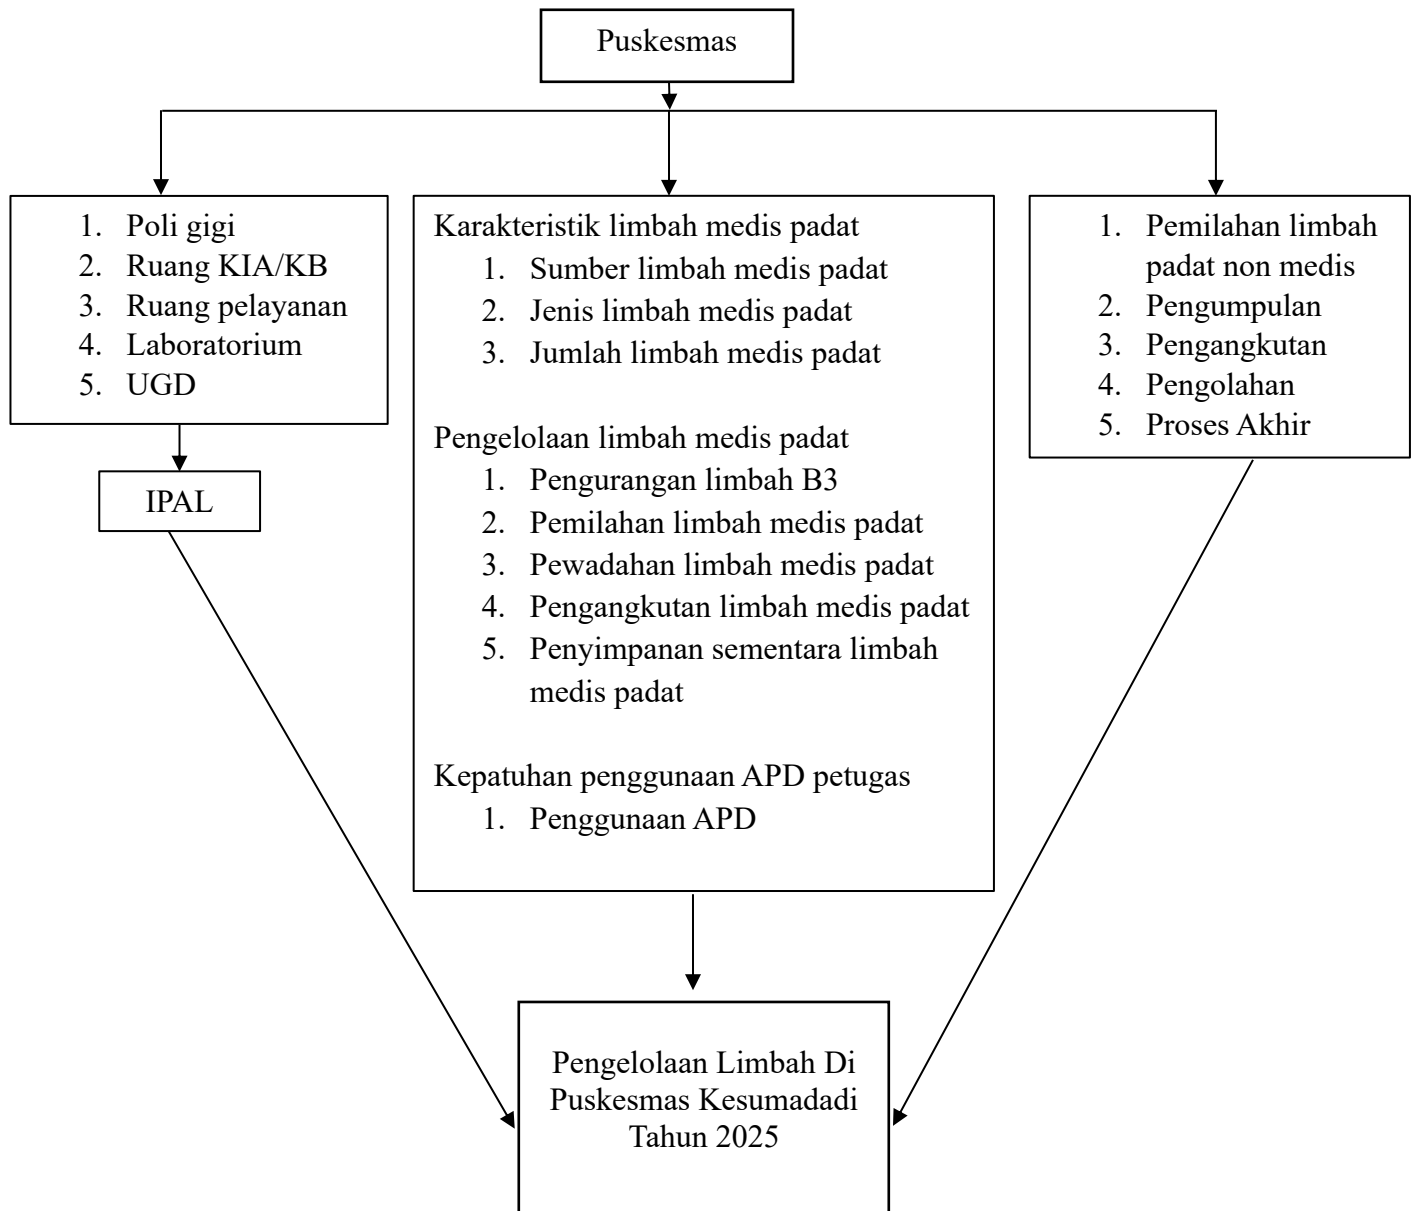 Puskesmas
1. Poli gigi
2. Ruang KIA/KB
3. Ruang pelayanan
4. Laboratorium
5. UGD
IPAL
Karakteristik limbah medis padat
1. Sumber limbah medis padat
2. Jenis limbah medis padat
3. Jumlah limbah medis padat
Pengelolaan limbah medis padat
1. Pengurangan limbah B3
2. Pemilahan limbah medis padat
3. Pewadahan limbah medis padat
4. Pengangkutan limbah medis padat
5. Penyimpanan sementara limbah
medis padat
Kepatuhan penggunaan APD petugas
1. Penggunaan APD
1. Pemilahan limbah
padat non medis
2. Pengumpulan
3. Pengangkutan
4. Pengolahan
5. Proses Akhir
Pengelolaan Limbah Di
Puskesmas Kesumadadi
Tahun 2025